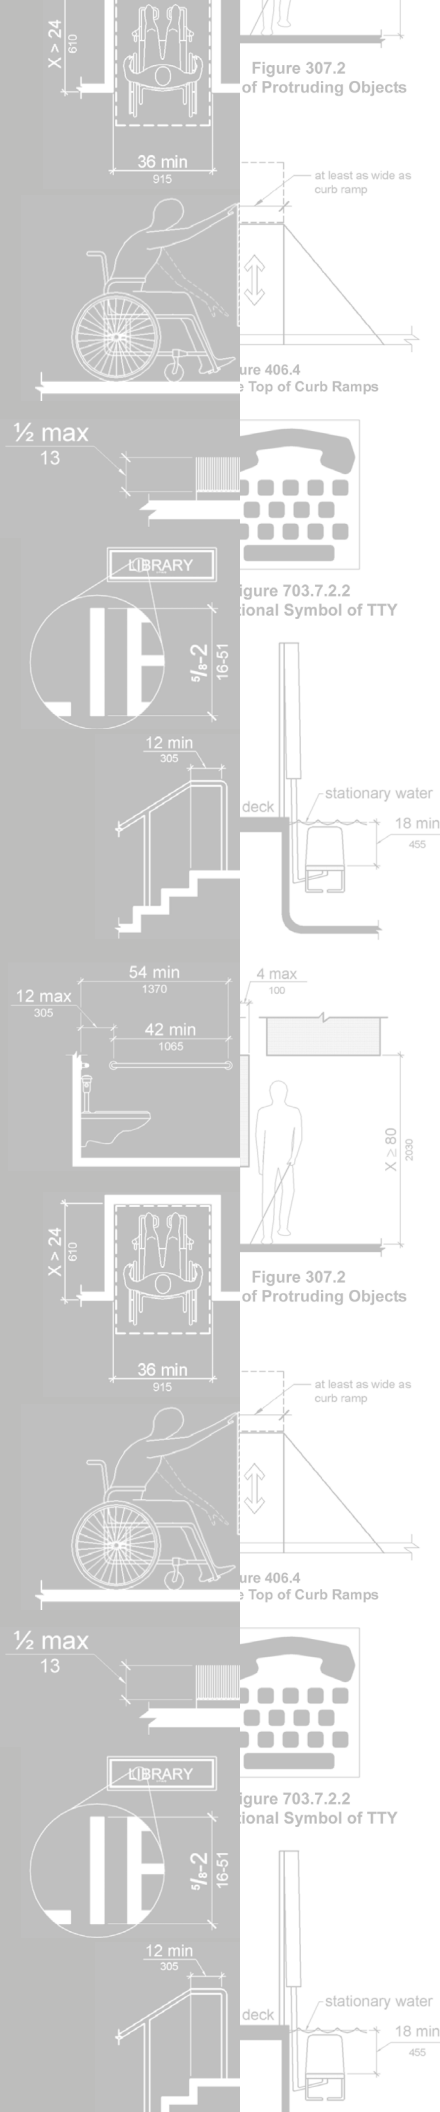 X > 24
610
Figure 307.2
of Protruding Objects
36 min
915
at least as wide as
curb ramp
ure 406.4
e Top of Curb Ramps
½ max
13
LIBRARY
igure 703.7.2.2
tional Symbol of TTY
5/8-2
16-51
12 min
305
deck
stationary water
18 min
455
54 min
1370
4 max
100
12 max
305
42 min
1065
X ≥ 80
2030
X > 24
610
Figure 307.2
of Protruding Objects
36 min
915
at least as wide as
curb ramp
ure 406.4
e Top of Curb Ramps
½ max
13
LIBRARY
igure 703.7.2.2
tional Symbol of TTY
5/8-2
16-51
12 min
305
deck
stationary water
18 min
455